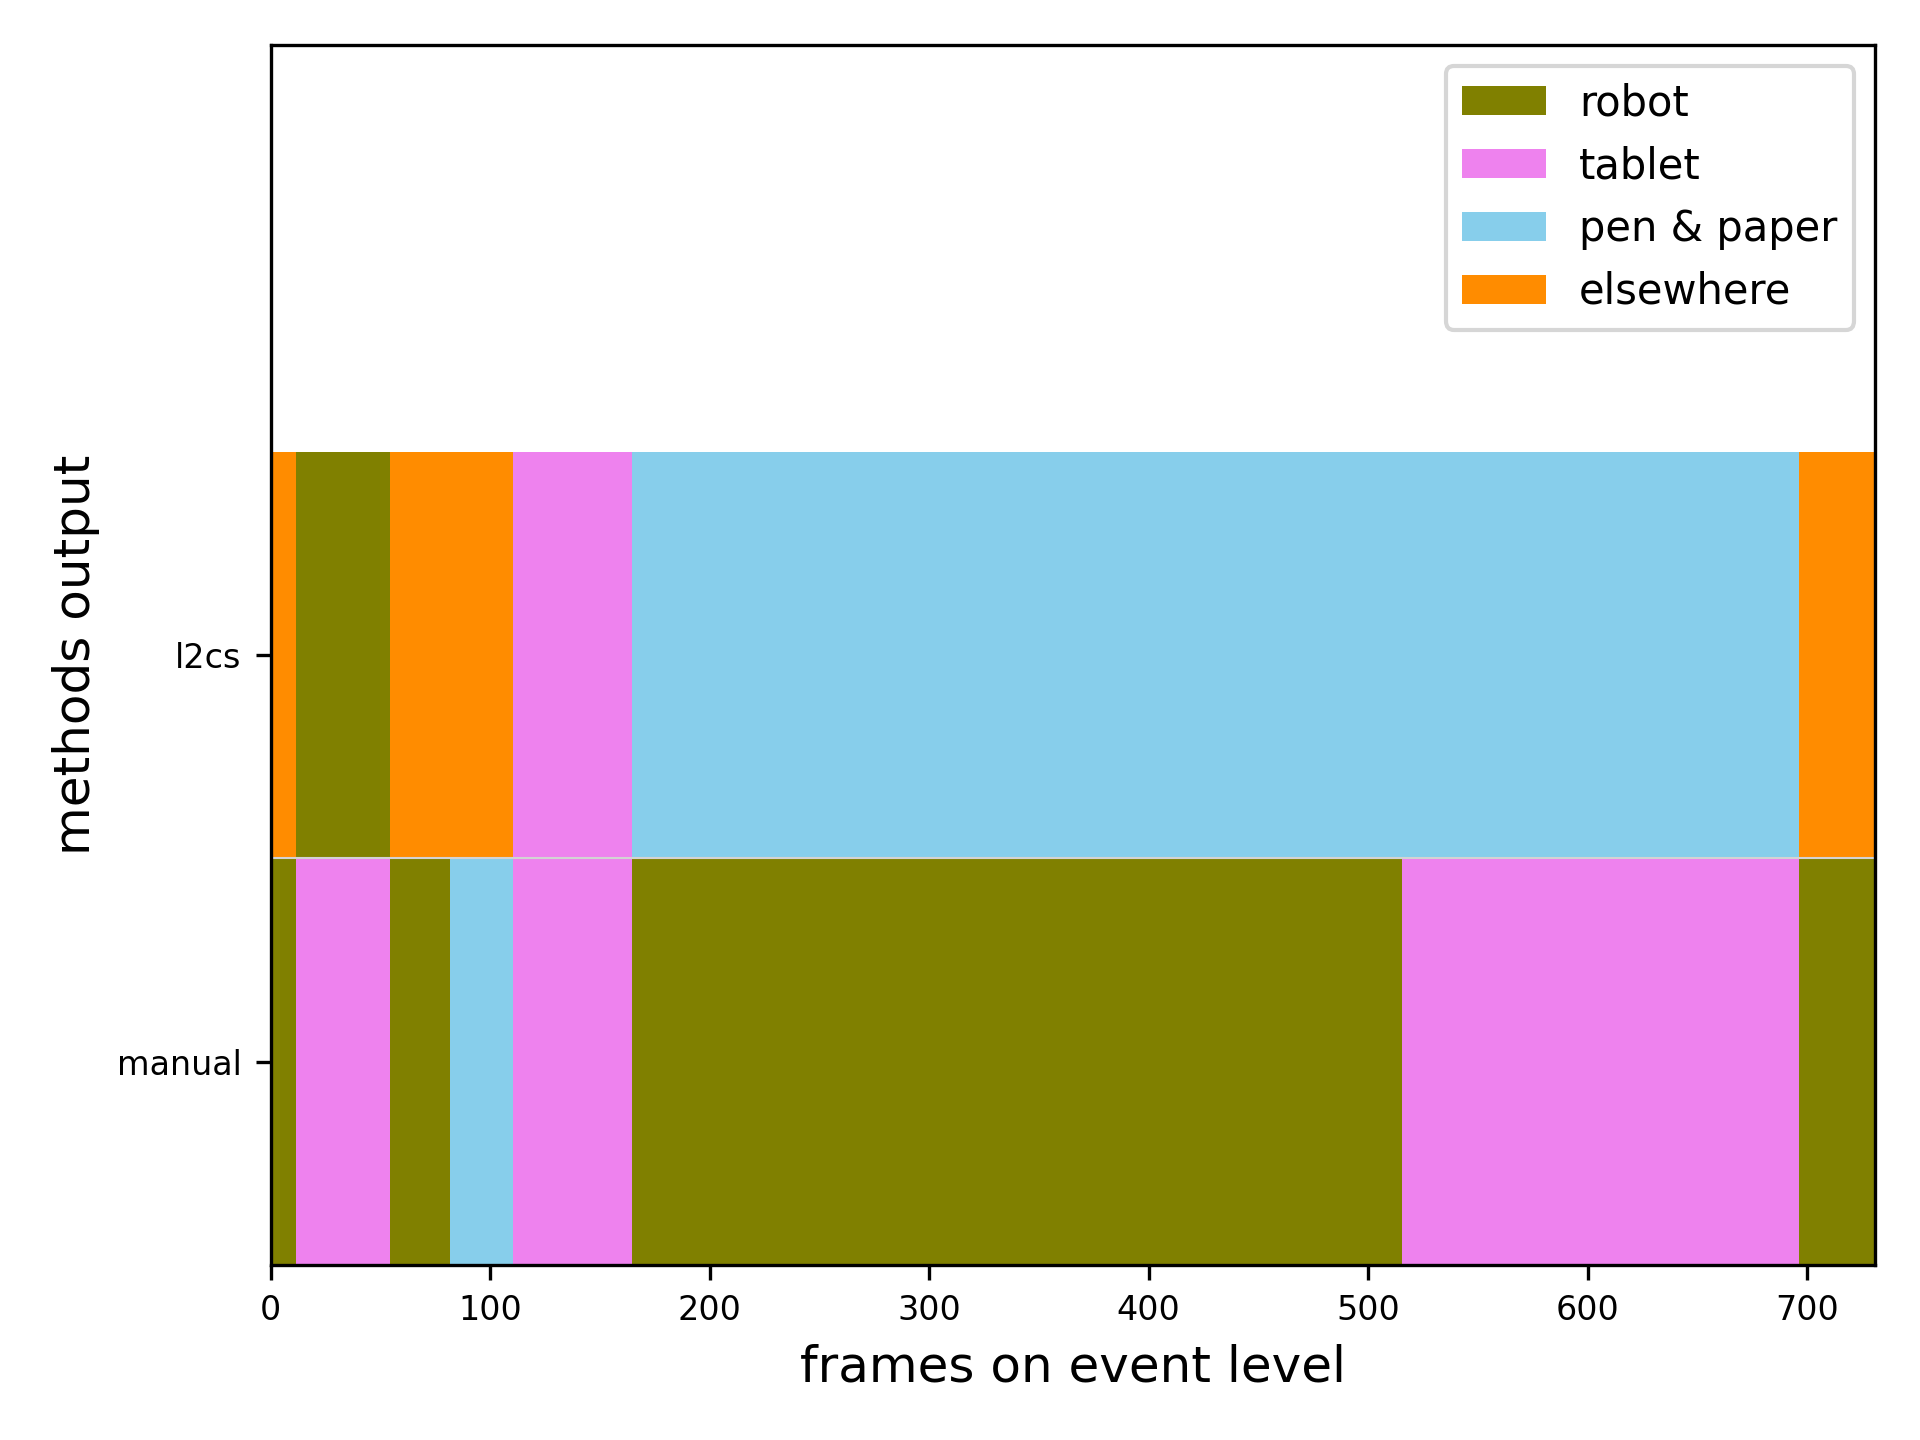 robot
tablet
pen & paper
elsewhere
methods output
l2cs
manual
0 100 200 300 400 500 600 700
frames on event level